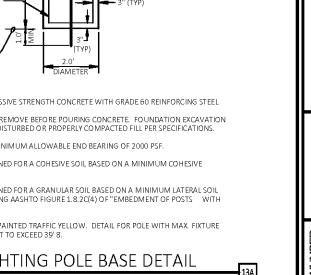 3" (TYP)
1.0'
MIN
3"
(TYP)
2.0'
DIAMETER
SSIVE STRENGTH CONCRETE WITH GRADE 60 REINFORCING STEEL
REMOVE BEFORE POURING CONCRETE. FOUNDATION EXCAVATION
DISTURBED OR PROPERLY COMPACTED FILL PER SPECIFICATIONS.
NIMUM ALLOWABLE END BEARING OF 2000 PSF.
NED FOR A COHESIVE SOIL BASED ON A MINIMUM COHESIVE
NED FOR A GRANULAR SOIL BASED ON A MINIMUM LATERAL SOIL
NG AASHTO FIGURE 1.8.2C(4) OF "EMBEDMENT OF POSTS WITH
PAINTED TRAFFIC YELLOW. DETAIL FOR POLE WITH MAX. FIXTURE
T TO EXCEED 39' 8.
HTING POLE BASE DETAIL
13A
NUMBER